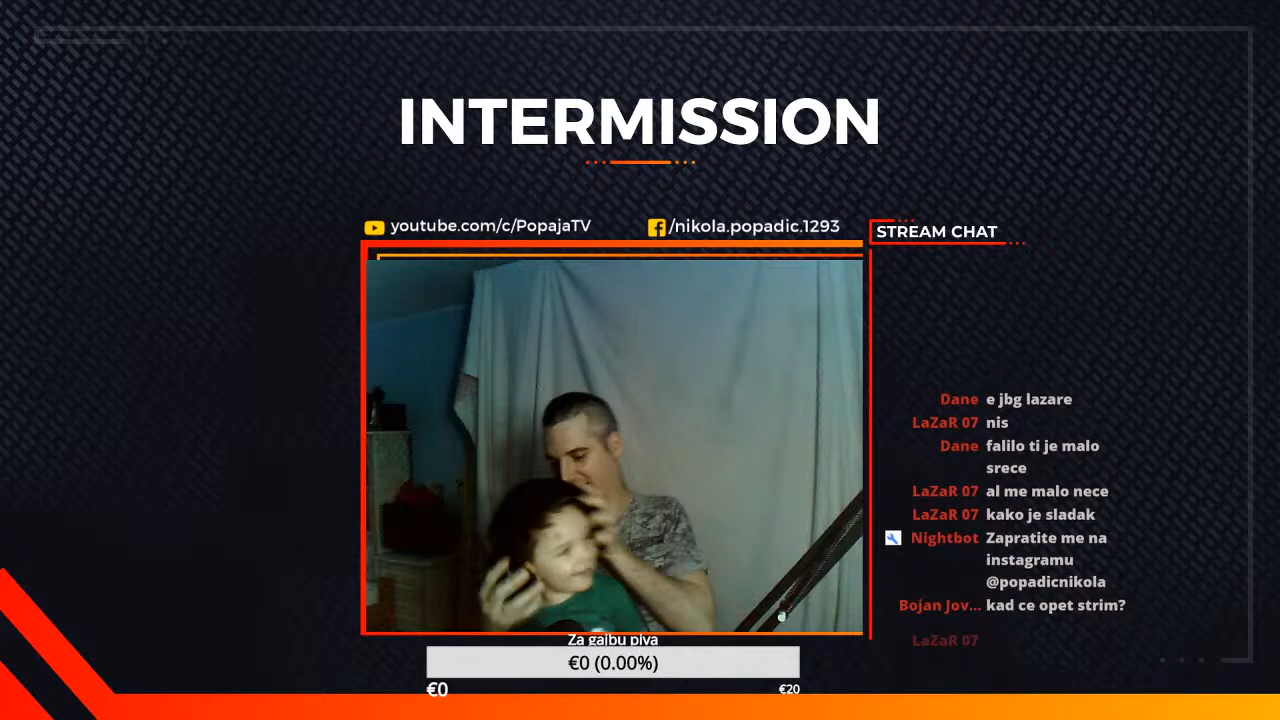 INTERMISSION
youtube.com/c/PopajaTV
/nikola.popadic.1293
STREAM CHAT
Dane e jbg lazare
LaZaR 07 nis
Dane falilo ti je malo
srece
LaZaR 07 al me malo nece
LaZaR 07 kako je sladak
Nightbot Zapratite me na
instagramu
@popadicnikola
Bojan Jov... kad ce opet strim?
LaZaR 07
Za gajbu piva
€0 (0.00%)
€0
€20